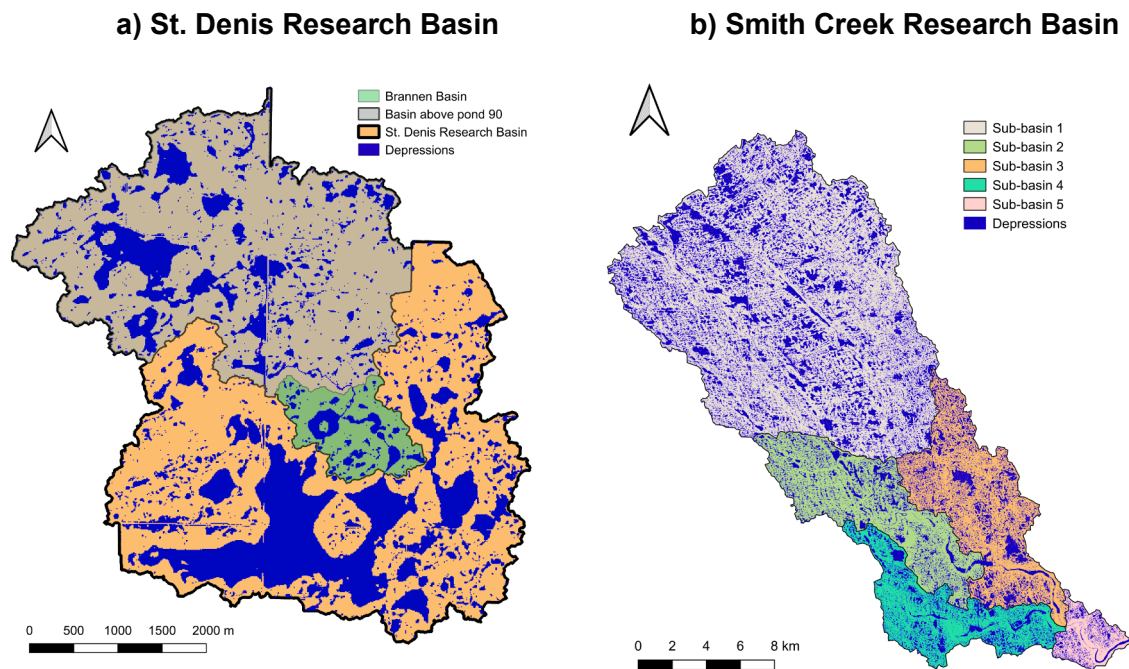 a) St. Denis Research Basin
Brannen Basin
Basin above pond 90
St. Denis Research Basin
Depressions
0 500 1000 1500 2000 m
b) Smith Creek Research Basin
Sub-basin 1
Sub-basin 2
Sub-basin 3
Sub-basin 4
Sub-basin 5
Depressions
0 2 4 6 8 km